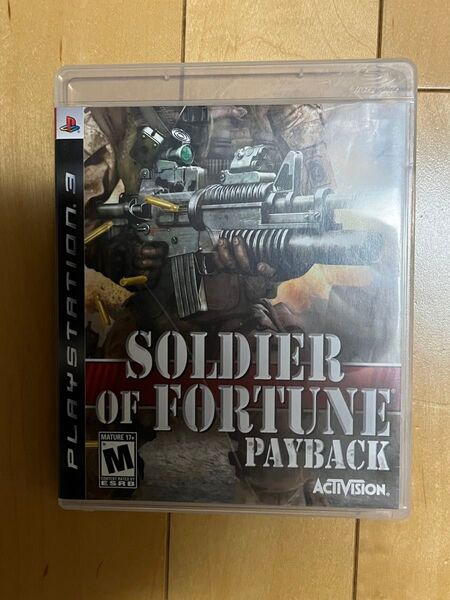 PLAYSTATION 3
SOLDIER
OF FORTUNE
PAYBACK
MATURE 17+
M
CONTENT RATED BY
ESRB
ACTIVISION